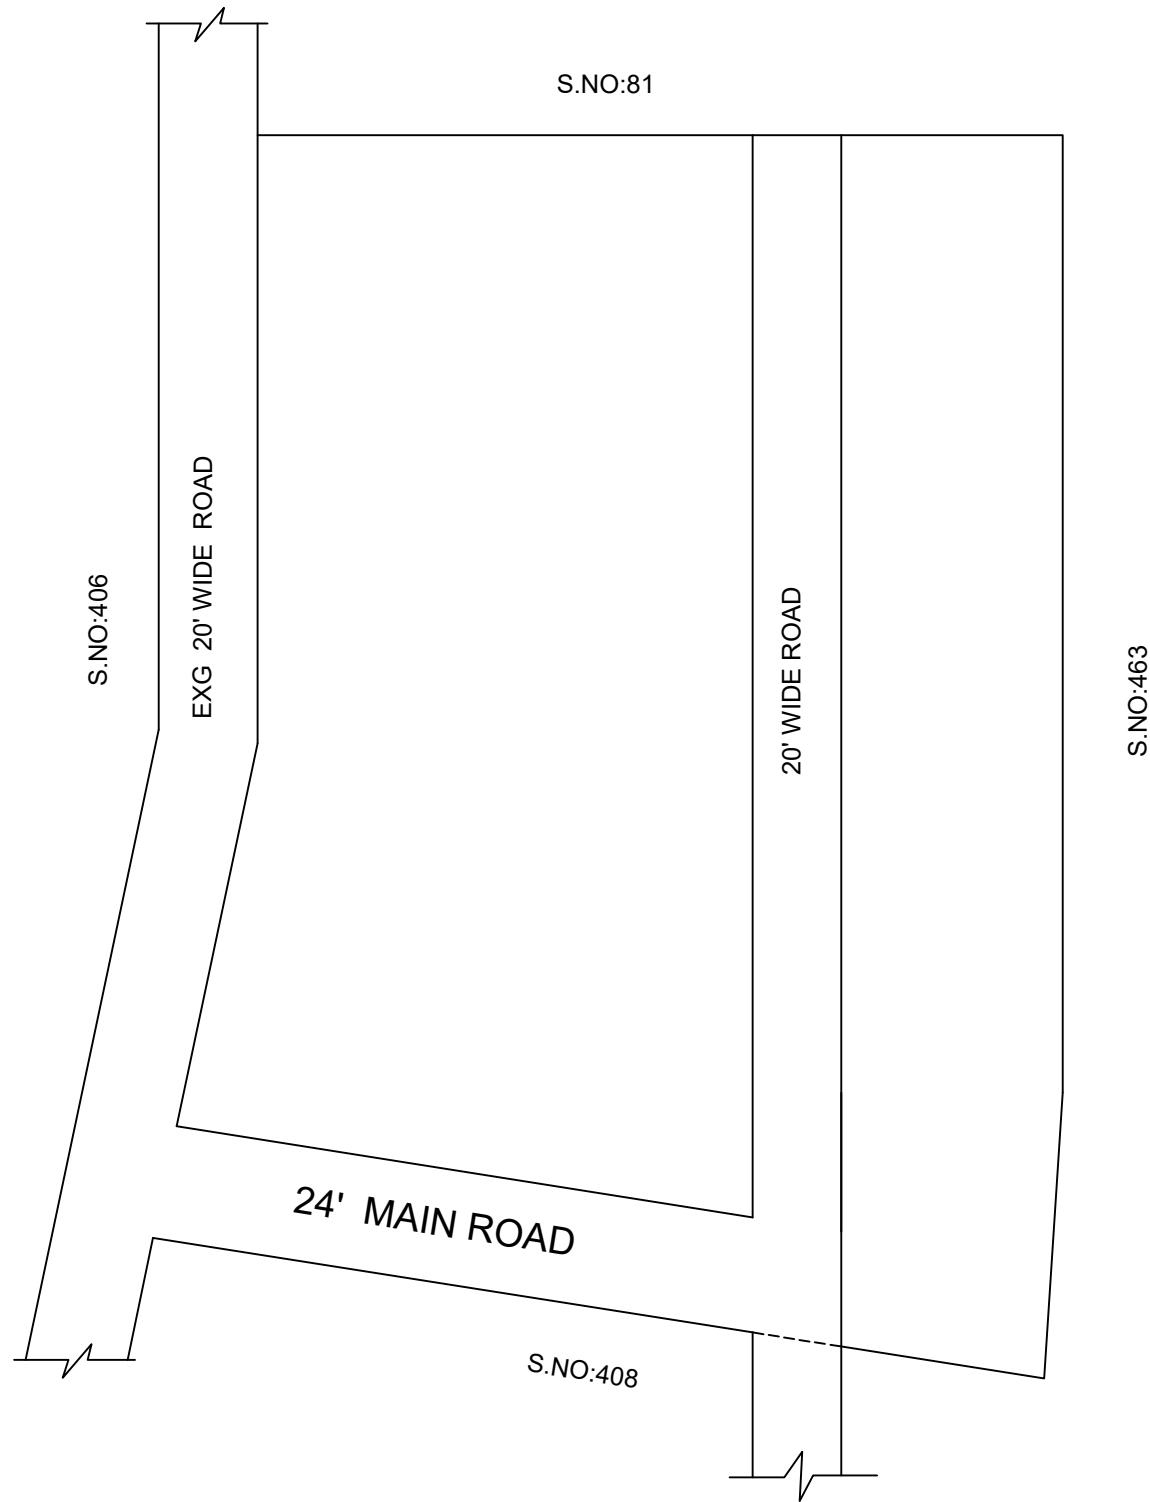 S.NO:81
EXG 20' WIDE ROAD
S.NO:406
20' WIDE ROAD
S.NO:463
24' MAIN ROAD
S.NO:408